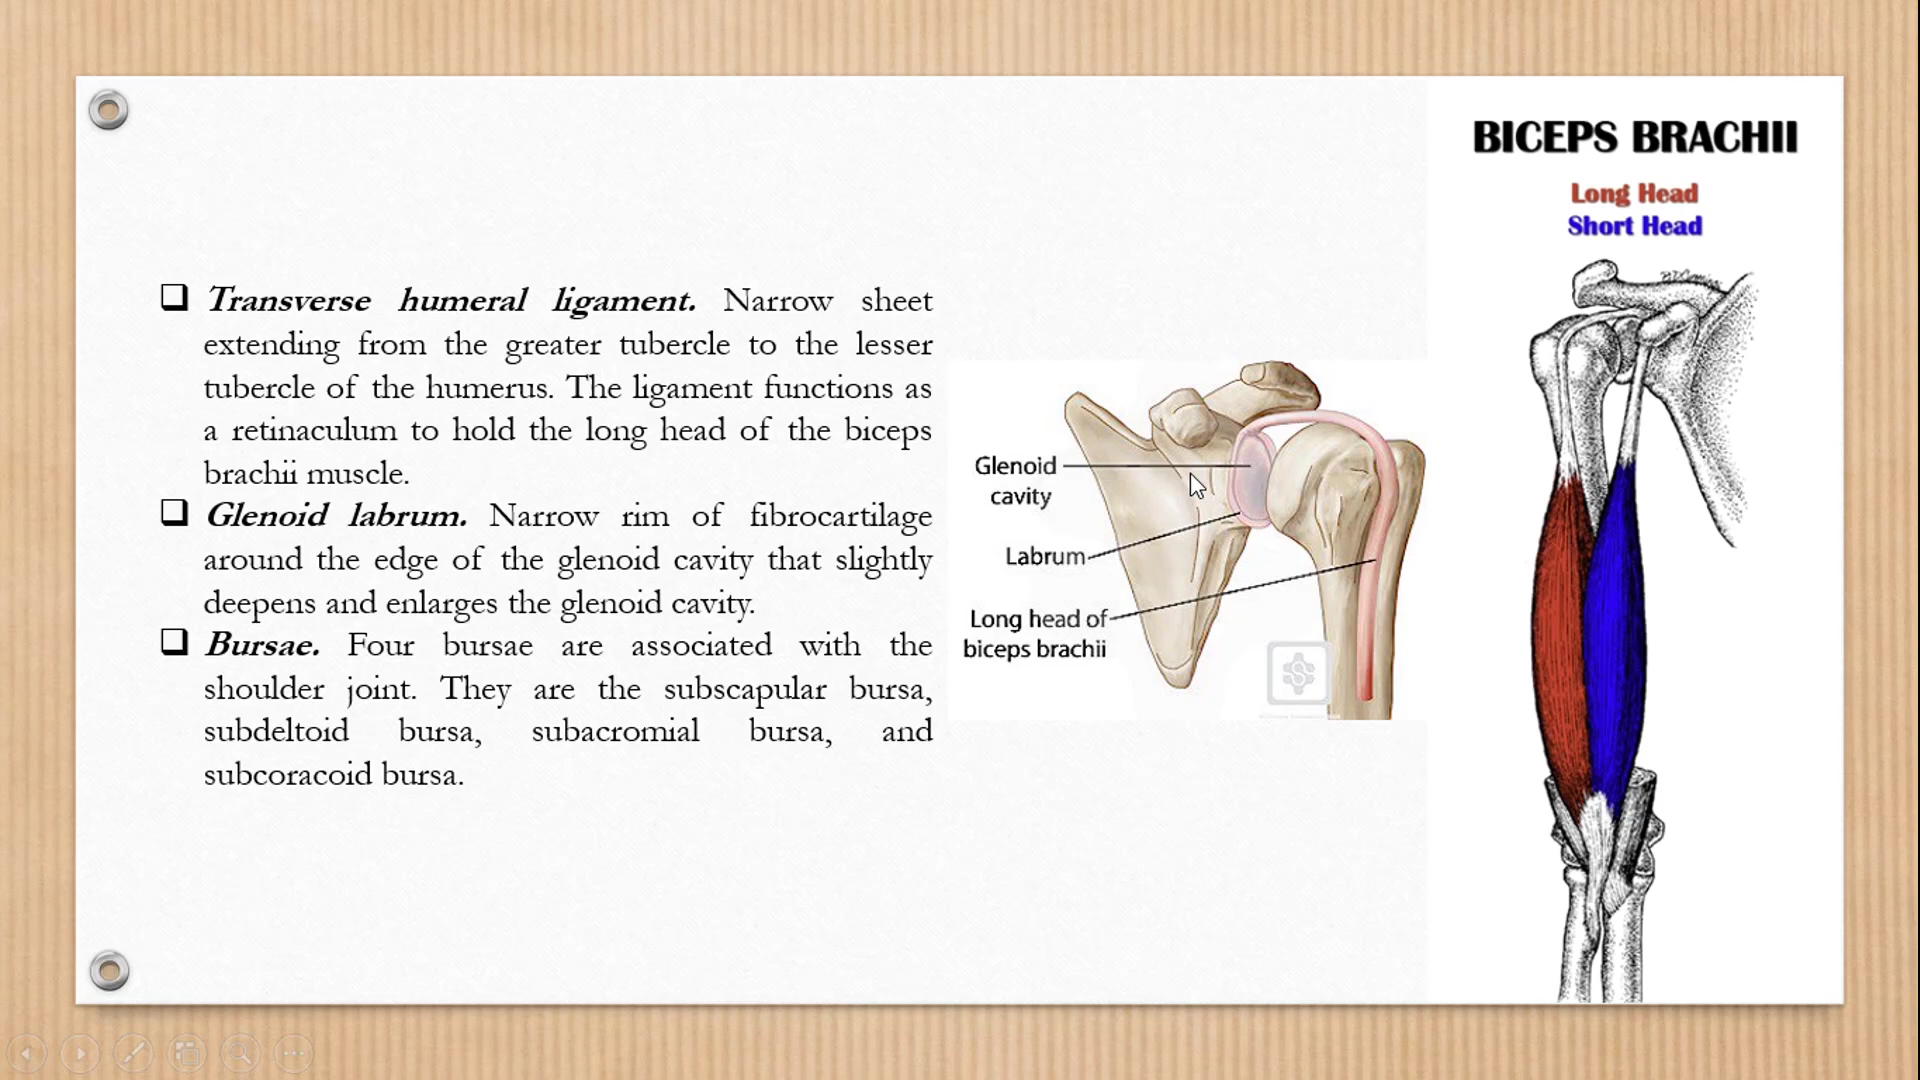 ❑ Transverse humeral ligament. Narrow sheet
extending from the greater tubercle to the lesser
tubercle of the humerus. The ligament functions as
a retinaculum to hold the long head of the biceps
brachii muscle.
❑ Glenoid labrum. Narrow rim of fibrocartilage
around the edge of the glenoid cavity that slightly
deepens and enlarges the glenoid cavity.
❑ Bursae. Four bursae are associated with the
shoulder joint. They are the subscapular bursa,
subdeltoid bursa, subacromial bursa, and
subcoracoid bursa.
Glenoid
cavity
Labrum
Long head of
biceps brachii
BICEPS BRACHII
Long Head
Short Head